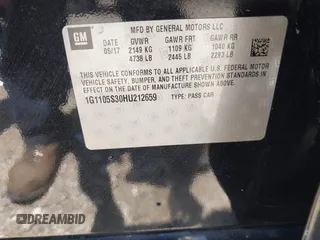 GM
MFD BY GENERAL MOTORS LLC
DATE GVWR GAWR FRT GAWR RR
05/17 2149 KG 1109 KG 1040 KG
4738 LB 2445 LB 2293 LB
THIS VEHICLE CONFORMS TO ALL APPLICABLE U.S. FEDERAL MOTOR
VEHICLE SAFETY, BUMPER, AND THEFT PREVENTION STANDARDS IN
EFFECT ON THE DATE OF MANUFACTURE SHOWN ABOVE.
1G1105S30HU212659 TYPE: PASS CAR
DREAMBID